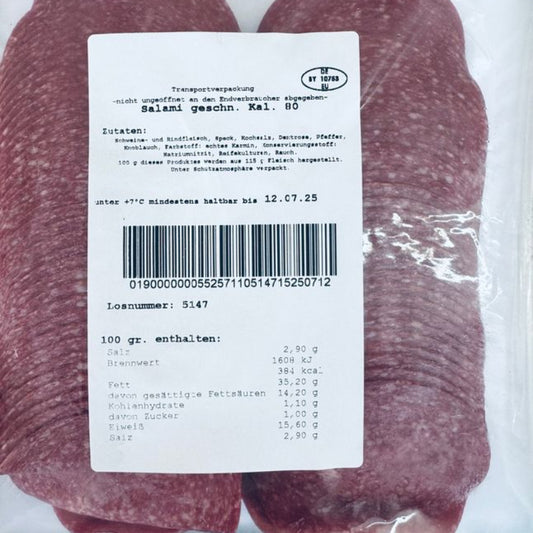 DE
BY 10753
EU
Transportverpackung
-nicht ungeöffnet an den Endverbraucher abgegeben-
Salami geschn. Kal. 80
Zutaten:
Schweine- und Rindfleisch, Speck, Kochsalz, Dextrose, Pfeffer,
Knoblauch, Farbstoff: echtes Karmin, Konservierungsstoff:
Natriumnitrit, Reifekulturen, Rauch.
100 g dieses Produktes werden aus 115 g Fleisch hergestellt.
Unter Schutzatmosphäre verpackt.
unter +7°C mindestens haltbar bis 12.07.25
019000000055257110514715250712
Losnummer: 5147
100 gr. enthalten:
Salz 2,90 g
Brennwert 1608 kJ
384 kcal
Fett 35,20 g
davon gesättigte Fettsäuren 14,20 g
Kohlenhydrate 1,10 g
davon Zucker 1,00 g
Eiweiß 15,60 g
Salz 2,90 g